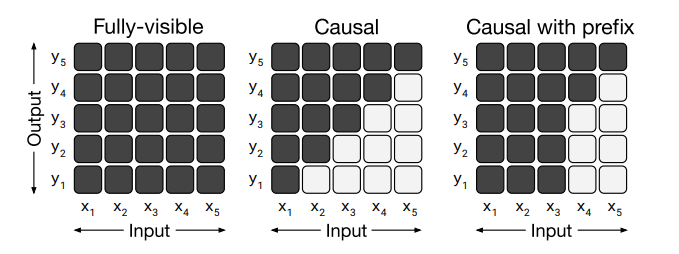 Fully-visible Causal Causal with prefix
y5 y5 y5
y4 y4 y4
Output
y3 y3 y3
y2 y2 y2
y1 y1 y1
x1 x2 x3 x4 x5 x1 x2 x3 x4 x5 x1 x2 x3 x4 x5
Input Input Input